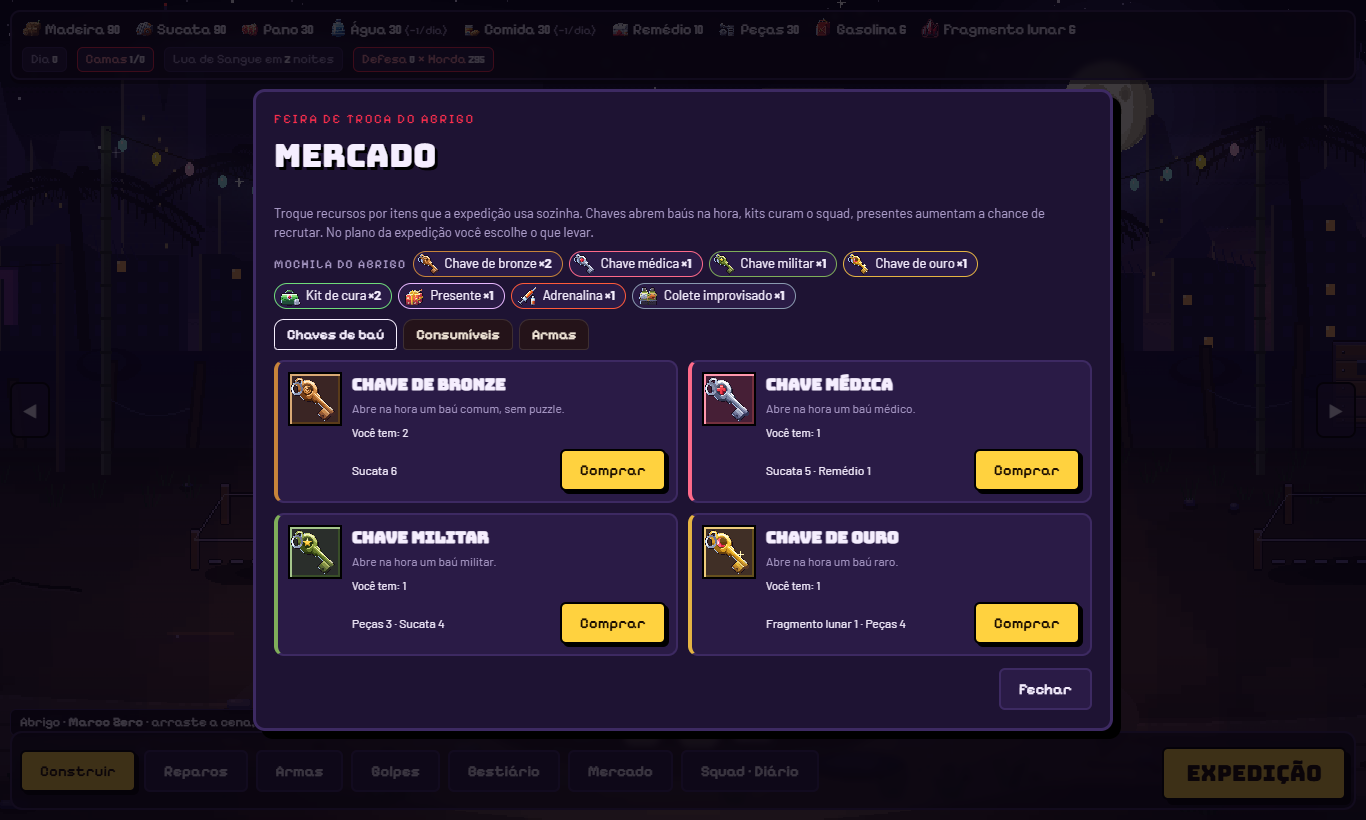 Madeira 90 Sucata 80 Pano 30 Água 30 (-1/dia) Comida 30 (-1/dia) Remédio 10 Peças 30 Gasolina 6 Fragmento lunar 6
Dia 0 Camas 1/0 Lua de Sangue em 2 noites Defesa 0 × Horda 255
FEIRA DE TROCA DO ABRIGO
MERCADO
Troque recursos por itens que a expedição usa sozinha. Chaves abrem baús na hora, kits curam o squad, presentes aumentam a chance de
recrutar. No plano da expedição você escolhe o que levar.
MOCHILA DO ABRIGO Chave de bronze ×2 Chave médica ×1 Chave militar ×1 Chave de ouro ×1
Kit de cura ×2 Presente ×1 Adrenalina ×1 Colete improvisado ×1
Chaves de baú Consumíveis Armas
CHAVE DE BRONZE
Abre na hora um baú comum, sem puzzle.
Você tem: 2
Sucata 6 Comprar
CHAVE MÉDICA
Abre na hora um baú médico.
Você tem: 1
Sucata 5 · Remédio 1 Comprar
CHAVE MILITAR
Abre na hora um baú militar.
Você tem: 1
Peças 3 · Sucata 4 Comprar
CHAVE DE OURO
Abre na hora um baú raro.
Você tem: 1
Fragmento lunar 1 · Peças 4 Comprar
Fechar
Abrigo · Marco Zero · arraste a cena
Construir Reparos Armas Golpes Bestiário Mercado Squad · Diário EXPEDIÇÃO